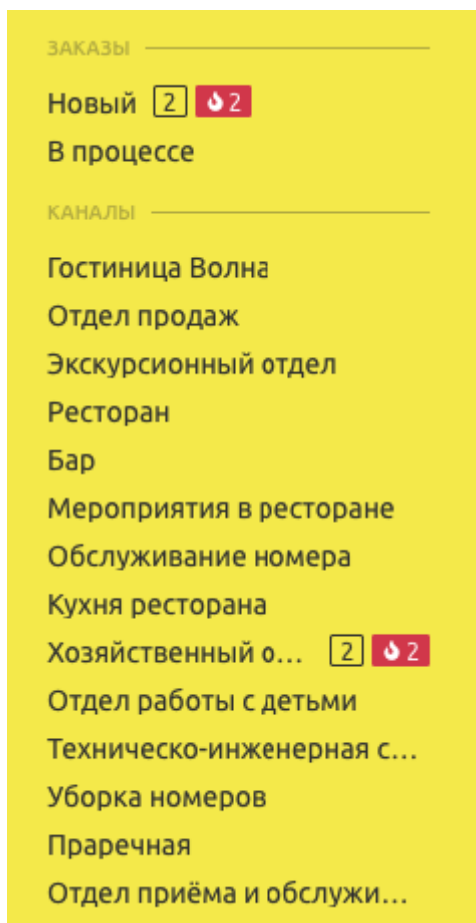 ЗАКАЗЫ
Новый 2 2
В процессе
КАНАЛЫ
Гостиница Волна
Отдел продаж
Экскурсионный отдел
Ресторан
Бар
Мероприятия в ресторане
Обслуживание номера
Кухня ресторана
Хозяйственный о... 2 2
Отдел работы с детьми
Техническо-инженерная с...
Уборка номеров
Праречная
Отдел приёма и обслужи...